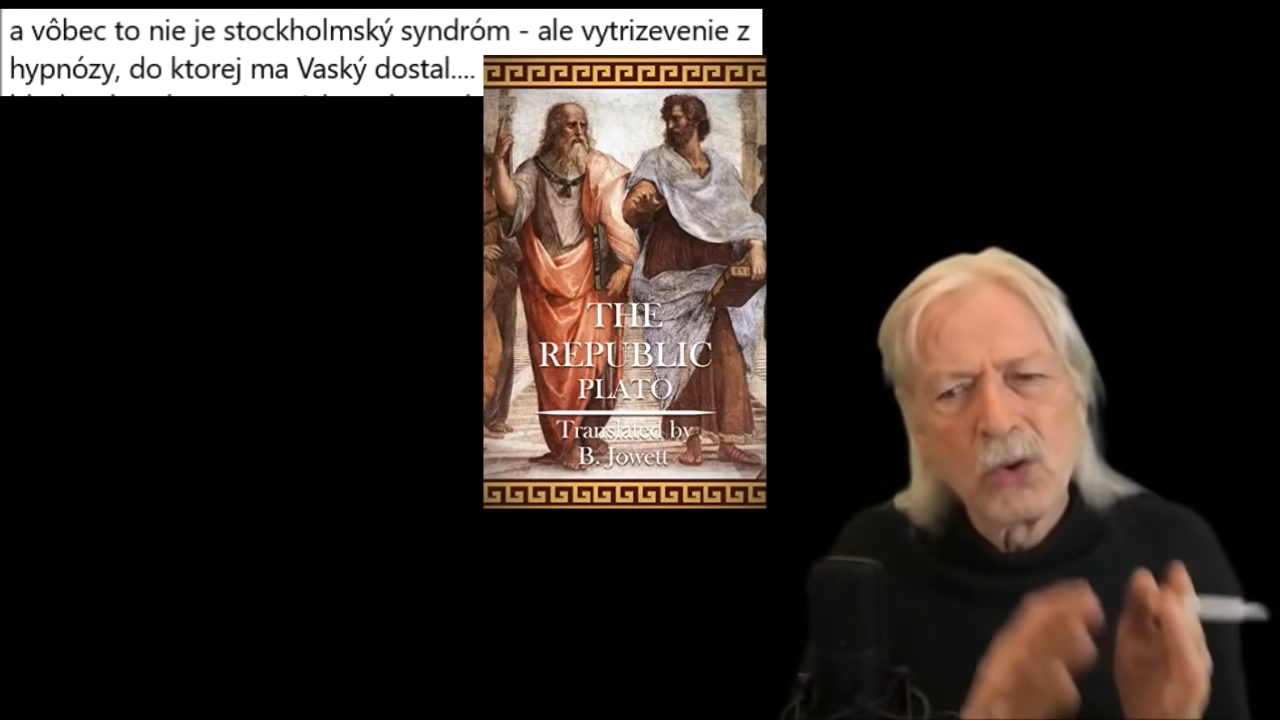 a vôbec to nie je stockholmský syndróm - ale vytrizevenie z
hypnózy, do ktorej ma Vaský dostal....
THE
REPUBLIC
PLATO
Translated by
B. Jowett